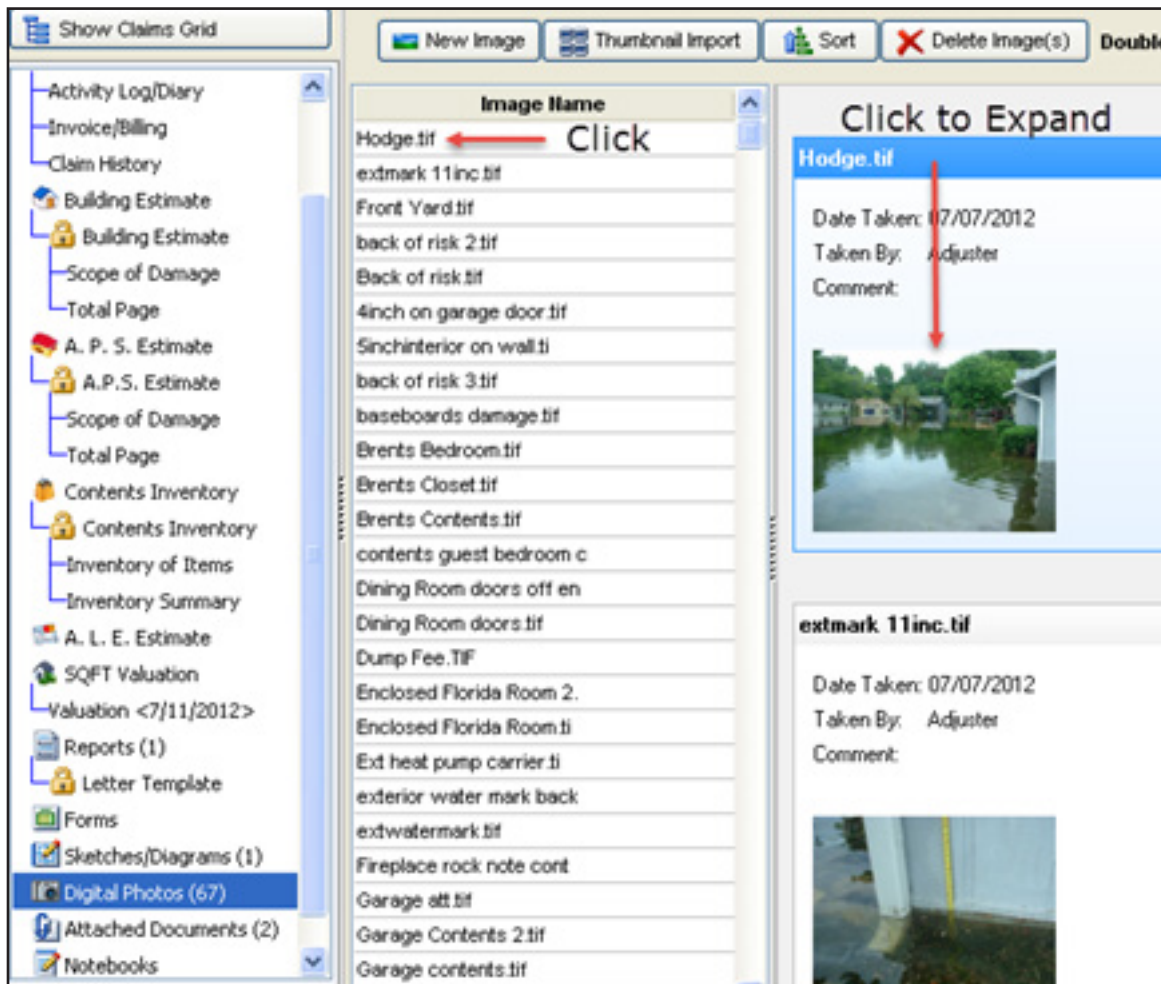 Show Claims Grid
New Image
Thumbnail Import
Sort
Delete Image(s)
Double
Activity Log/Diary
Invoice/Billing
Claim History
Building Estimate
Building Estimate
Scope of Damage
Total Page
A. P. S. Estimate
A.P.S. Estimate
Scope of Damage
Total Page
Contents Inventory
Contents Inventory
Inventory of Items
Inventory Summary
A. L. E. Estimate
SQFT Valuation
Valuation <7/11/2012>
Reports (1)
Letter Template
Forms
Sketches/Diagrams (1)
Digital Photos (67)
Attached Documents (2)
Notebooks
Image Name
Hodge.tif
Click
extmark 11inc.tif
Front Yard.tif
back of risk 2.tif
Back of risk.tif
4inch on garage door.tif
5inchinterior on wall.ti
back of risk 3.tif
baseboards damage.tif
Brents Bedroom.tif
Brents Closet.tif
Brents Contents.tif
contents guest bedroom c
Dining Room doors off en
Dining Room doors.tif
Dump Fee.TIF
Enclosed Florida Room 2.
Enclosed Florida Room.ti
Ext heat pump carrier.ti
exterior water mark back
extwatermark.tif
Fireplace rock note cont
Garage att.tif
Garage Contents 2.tif
Garage contents.tif
Click to Expand
Hodge.tif
Date Taken: 07/07/2012
Taken By: Adjuster
Comment:
extmark 11inc.tif
Date Taken: 07/07/2012
Taken By: Adjuster
Comment: